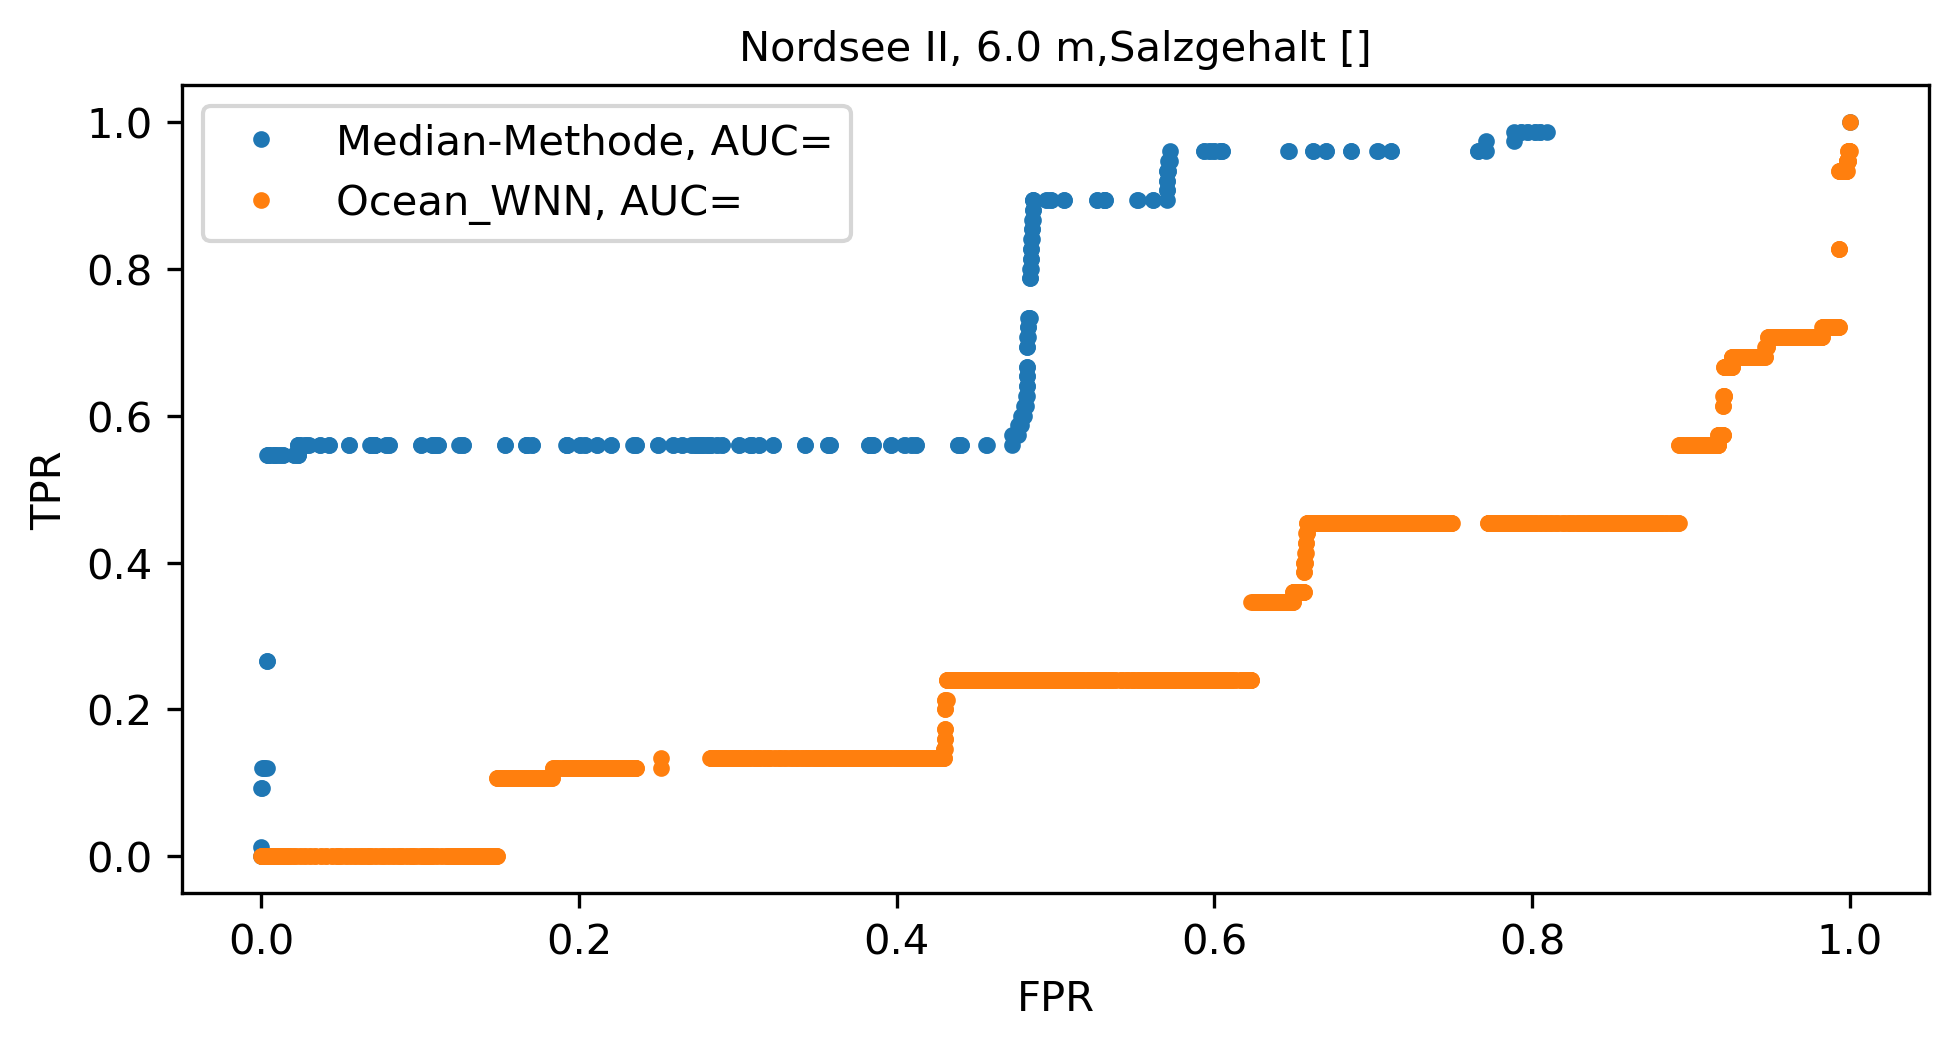 Nordsee II, 6.0 m,Salzgehalt []
Median-Methode, AUC=
Ocean_WNN, AUC=
TPR
1.0
0.8
0.6
0.4
0.2
0.0
0.0 0.2 0.4 0.6 0.8 1.0
FPR